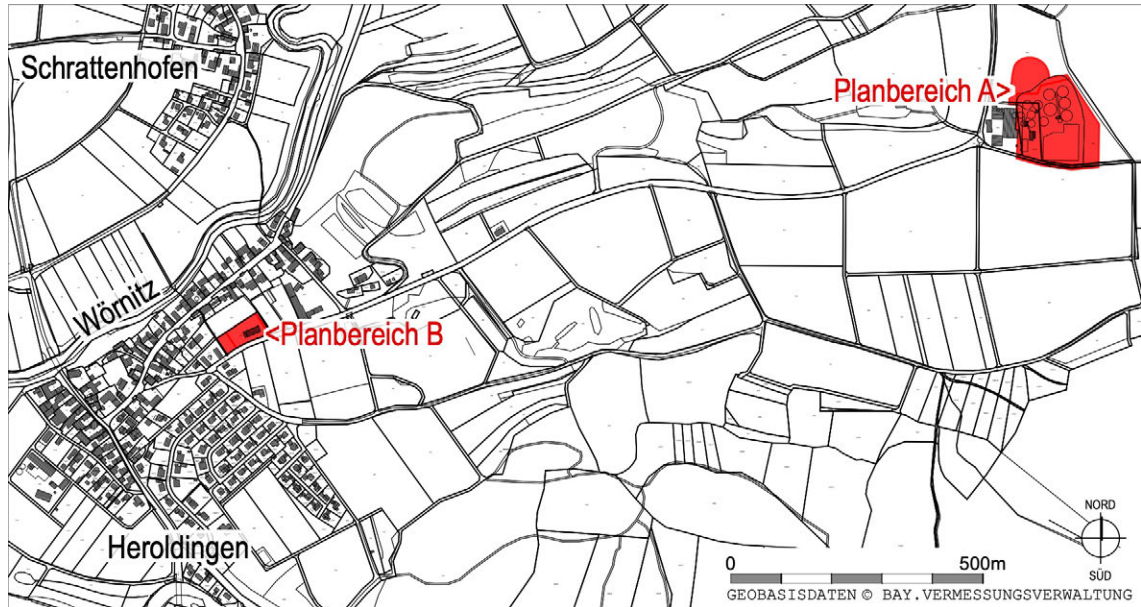 Schrattenhofen
Planbereich A>
Wörnitz
<Planbereich B
Heroldingen
NORD
SÜD
0 500m
GEOBASISDATEN © BAY.VERMESSUNGSVERWALTUNG